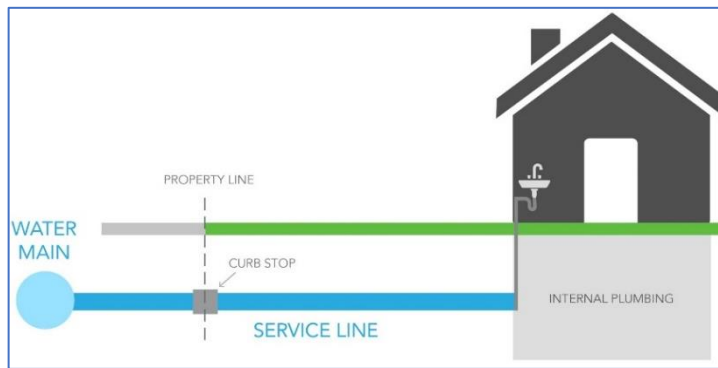 PROPERTY LINE
WATER
MAIN
CURB STOP
INTERNAL PLUMBING
SERVICE LINE